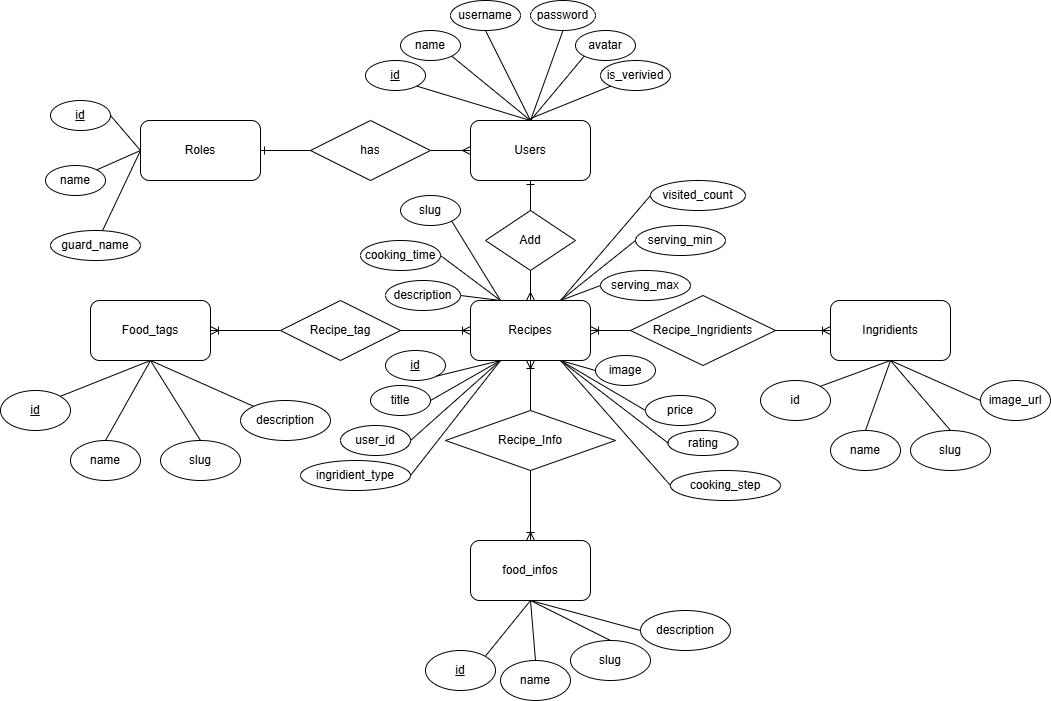 username
password
name
avatar
id
is_verivied
id
Roles
has
Users
name
guard_name
visited_count
slug
serving_min
Add
cooking_time
serving_max
description
Food_tags
Recipe_tag
Recipes
Recipe_Ingridients
Ingridients
id
image
title
price
id
image_url
id
description
user_id
rating
Recipe_Info
name
slug
name
slug
ingridient_type
cooking_step
food_infos
description
slug
id
name